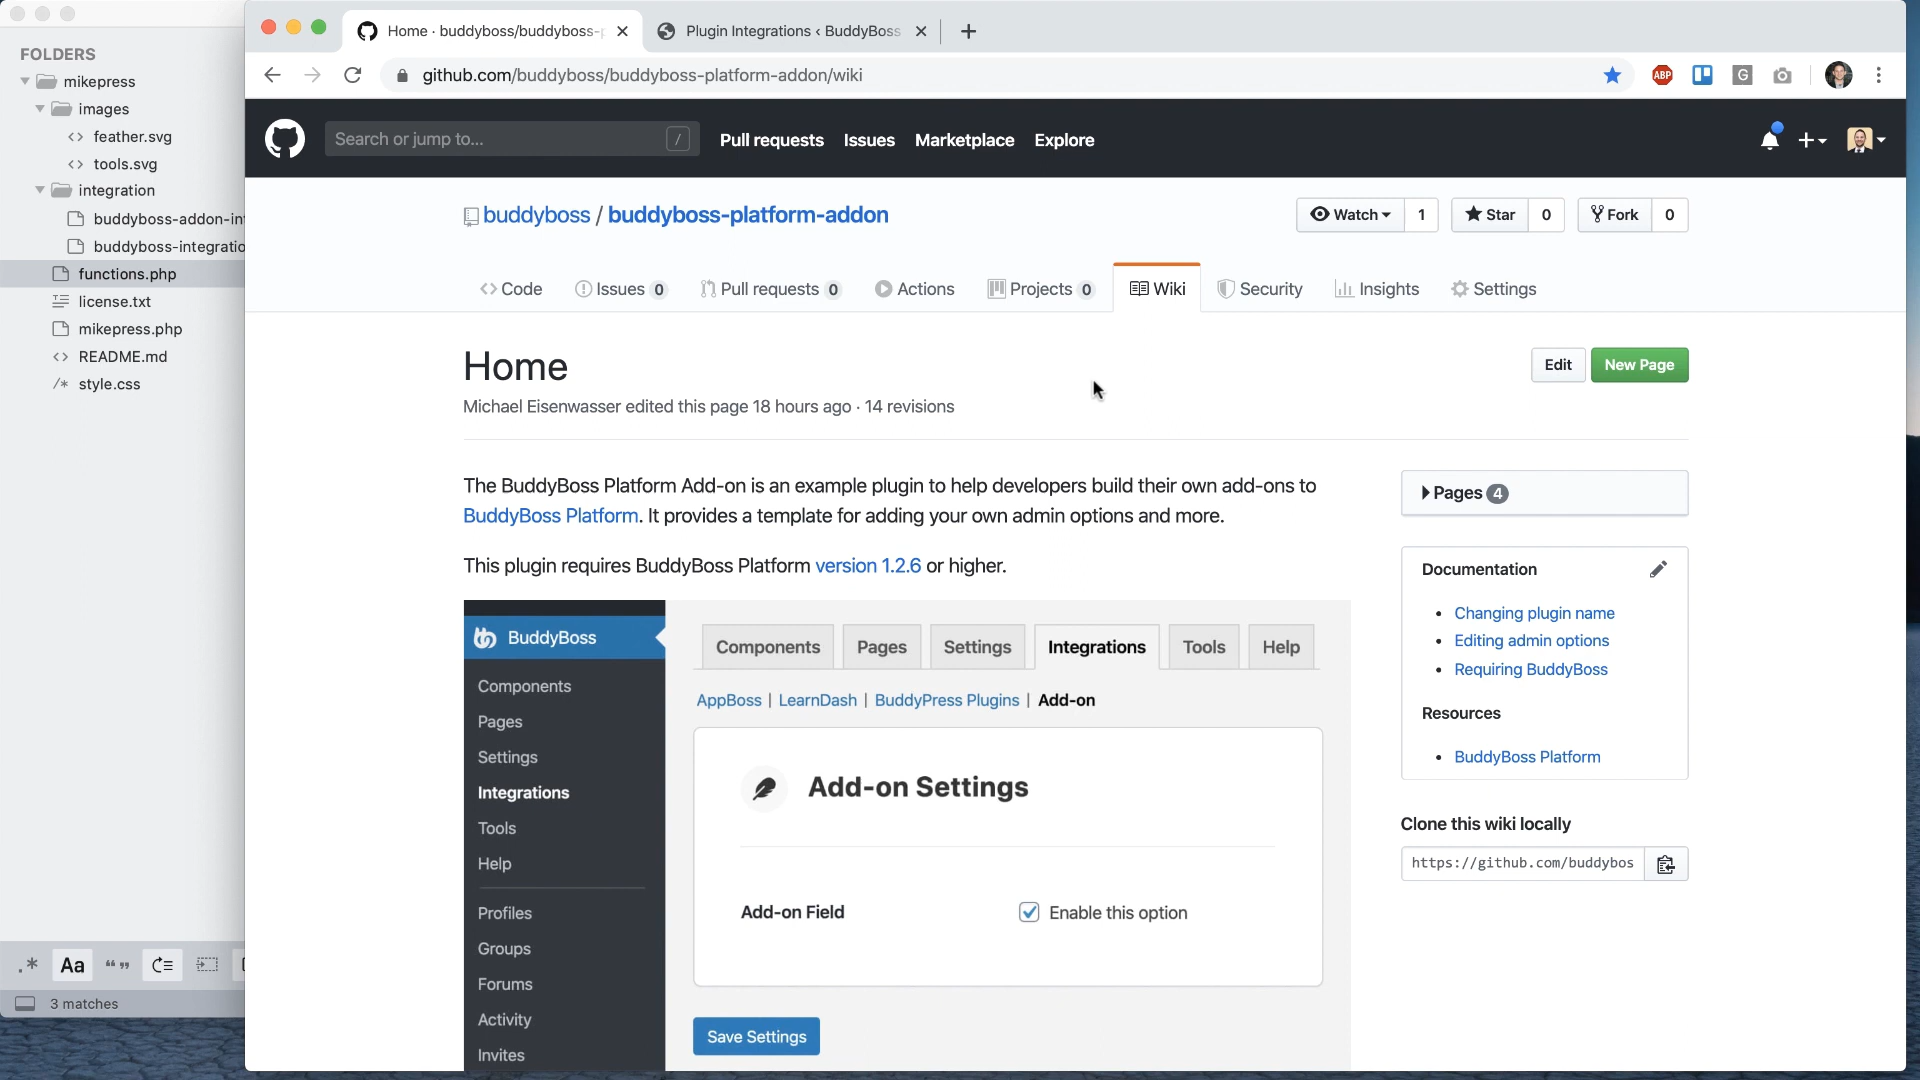 FOLDERS
mikepress
images
<> feather.svg
<> tools.svg
integration
buddyboss-addon-in
buddyboss-integratio
functions.php
license.txt
mikepress.php
<> README.md
/* style.css
.* Aa “ ”
3 matches
Home · buddyboss/buddyboss-p
Plugin Integrations ‹ BuddyBoss
github.com/buddyboss/buddyboss-platform-addon/wiki
ABP
G
Search or jump to...
/
Pull requests
Issues
Marketplace
Explore
buddyboss / buddyboss-platform-addon
Watch 1
Star 0
Fork 0
Code
Issues 0
Pull requests 0
Actions
Projects 0
Wiki
Security
Insights
Settings
Home
Edit
New Page
Michael Eisenwasser edited this page 18 hours ago · 14 revisions
The BuddyBoss Platform Add-on is an example plugin to help developers build their own add-ons to
BuddyBoss Platform. It provides a template for adding your own admin options and more.
This plugin requires BuddyBoss Platform version 1.2.6 or higher.
BuddyBoss
Components
Pages
Settings
Integrations
Tools
Help
Profiles
Groups
Forums
Activity
Invites
Components
Pages
Settings
Integrations
Tools
Help
AppBoss | LearnDash | BuddyPress Plugins | Add-on
Add-on Settings
Add-on Field
Enable this option
Save Settings
Pages 4
Documentation
• Changing plugin name
• Editing admin options
• Requiring BuddyBoss
Resources
• BuddyBoss Platform
Clone this wiki locally
https://github.com/buddybos